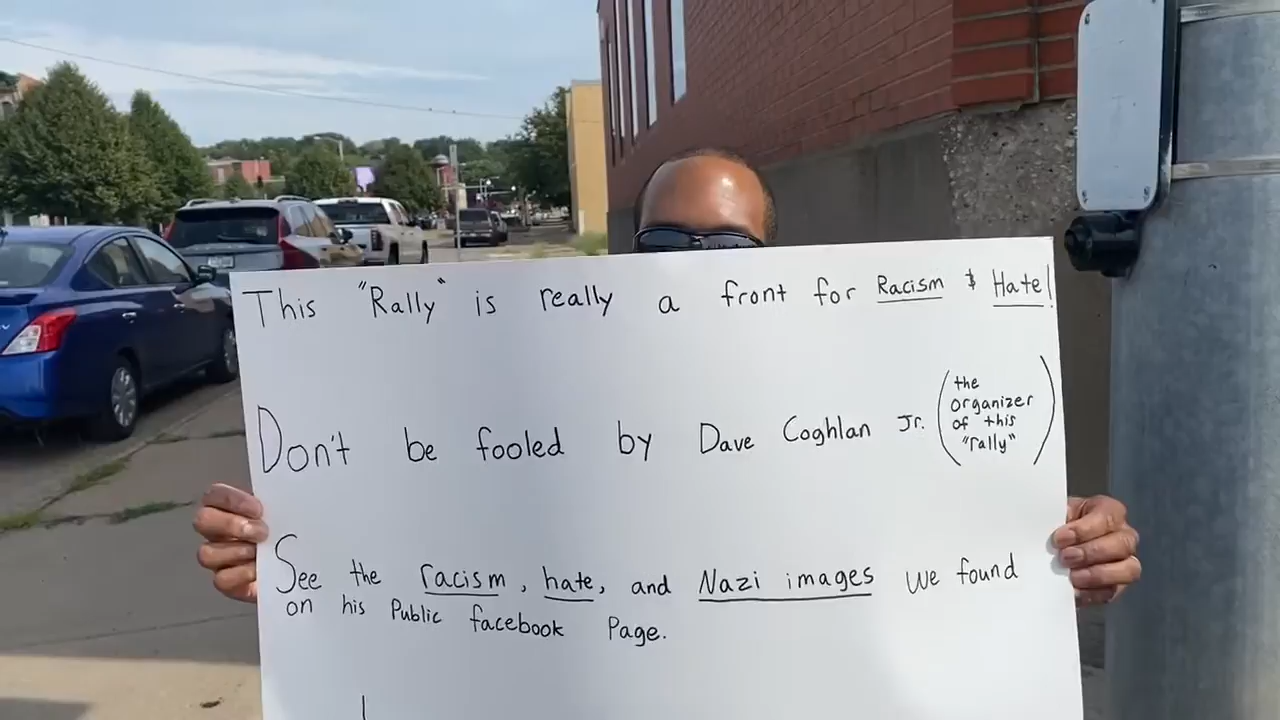 This "Rally" is really a front for Racism & Hate!
Don't be fooled by Dave Coghlan Jr. (the organizer of this "rally")
See the racism, hate, and Nazi images we found
on his Public facebook Page.